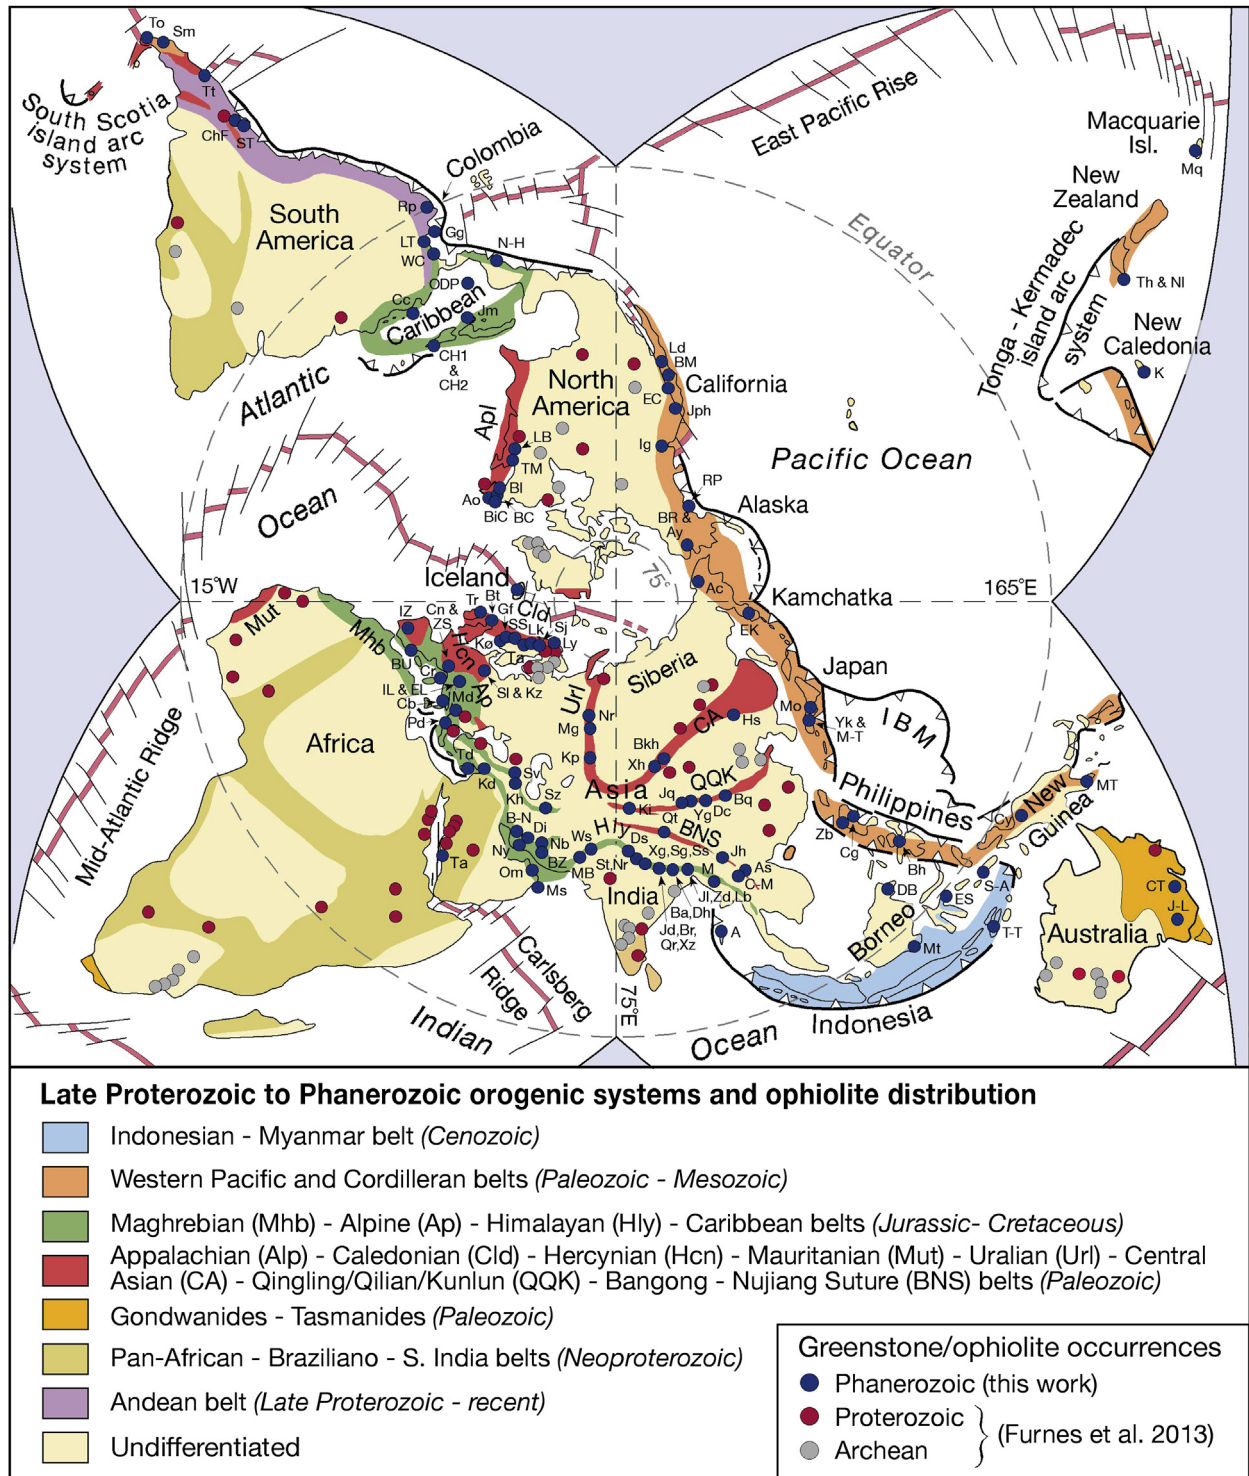 To
Sm
Tt
South Scotia
island arc
system
ChF
ST
Colombia
East Pacific Rise
Macquarie
Isl.
Mq
New
Zealand
South
America
Rp
Gg
LT
WC
N-H
ODP
Cc
Caribbean
Jm
CH1
&
CH2
Equator
Tonga - Kermadec
island arc
system
Th & NI
New
Caledonia
K
Atlantic
Ocean
North
America
Apl
LB
TM
BI
Ao
BiC
BC
Ld
BM
EC
California
Jph
Ig
Pacific Ocean
RP
Alaska
BR &
Ay
Ac
15°W
75°
165°E
Iceland
Kamchatka
EK
Tr
Bt
Gf
Cld
SS
Lk
Sj
Kø
Ta
Ly
Cn &
ZS
IZ
Hcn
Mut
Mhb
BU
Cr
IL & EL
Ap
SI & Kz
Cb
Md
Pd
Td
Kd
Url
Nr
Mg
Kp
Siberia
CA
Hs
Bkh
Xh
Japan
Mo
Yk &
M-T
IBM
Africa
Mid-Atlantic Ridge
Sv
Kh
Sz
Asia
Ki
Jq
QQK
Yg
Dc
Bq
Qt
Philippines
Zb
Cg
Bh
Cy
New
Guinea
MT
B-N
Di
Ny
Nb
BZ
Om
Ms
Ws
MB
Hly
Ds
BNS
Xg,Sg,Ss
St,Nr
M
Jh
As
C-M
Jl,Zd,Lb
Ba,Dh
Jd,Br,
Qr,Xz
India
A
Ta
DB
S-A
ES
Borneo
Mt
T-T
CT
J-L
Australia
Carlsberg
Ridge
75°E
Indian
Ocean
Indonesia
Late Proterozoic to Phanerozoic orogenic systems and ophiolite distribution
Indonesian - Myanmar belt (Cenozoic)
Western Pacific and Cordilleran belts (Paleozoic - Mesozoic)
Maghrebian (Mhb) - Alpine (Ap) - Himalayan (Hly) - Caribbean belts (Jurassic- Cretaceous)
Appalachian (Alp) - Caledonian (Cld) - Hercynian (Hcn) - Mauritanian (Mut) - Uralian (Url) - Central
Asian (CA) - Qingling/Qilian/Kunlun (QQK) - Bangong - Nujiang Suture (BNS) belts (Paleozoic)
Gondwanides - Tasmanides (Paleozoic)
Pan-African - Braziliano - S. India belts (Neoproterozoic)
Andean belt (Late Proterozoic - recent)
Undifferentiated
Greenstone/ophiolite occurrences
Phanerozoic (this work)
Proterozoic
Archean
(Furnes et al. 2013)